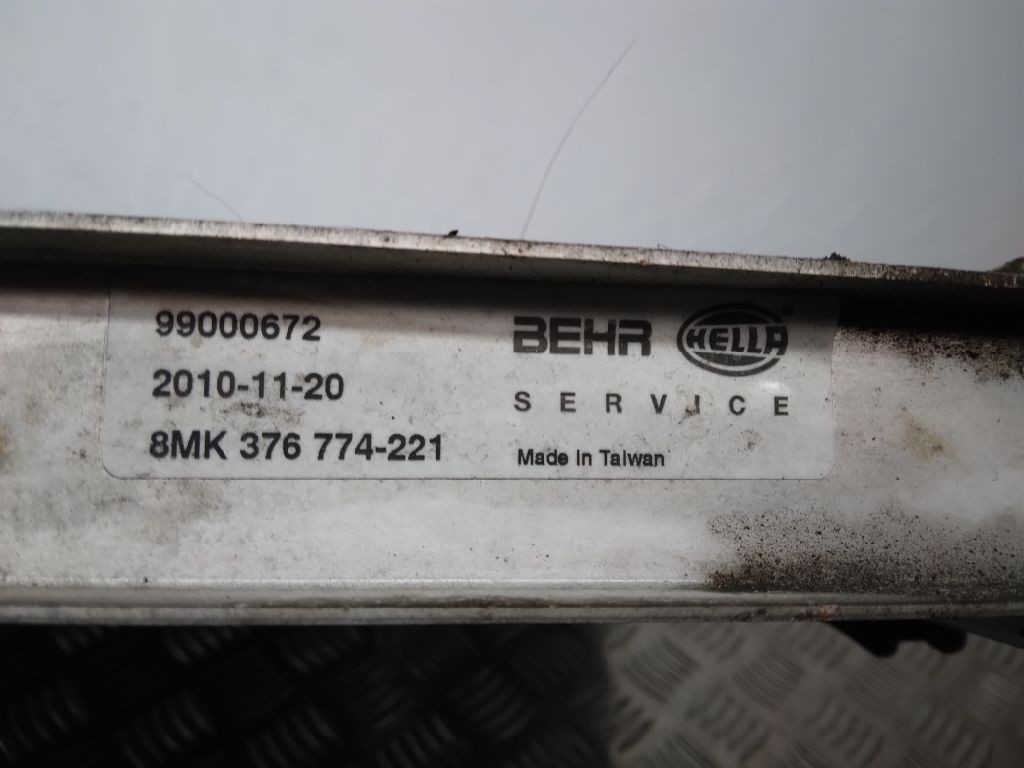 99000672
2010-11-20
8MK 376 774-221
BEHR HELLA
SERVICE
Made in Taiwan